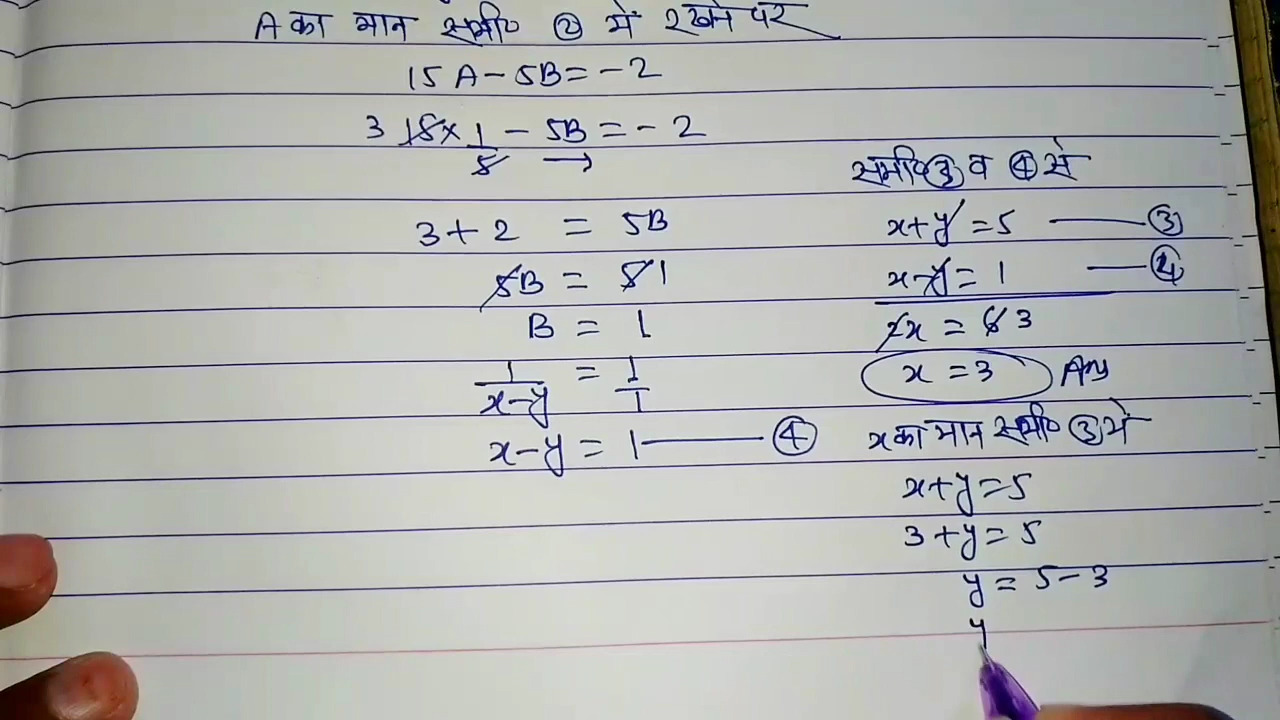 A का मान समी० ② में रखने पर
15A - 5B = -2
3 15 × 1/5 - 5B = -2
3 + 2 = 5B
5B = 5 1
B = 1
1/(x-y) = 1/1
x - y = 1 ——— ④
समी० ③ व ④ से
x + y = 5 ——— ③
x - y = 1 ——— ④
2x = 6 3
x = 3 Ans
x का मान समी० ③ में
x + y = 5
3 + y = 5
y = 5 - 3
y